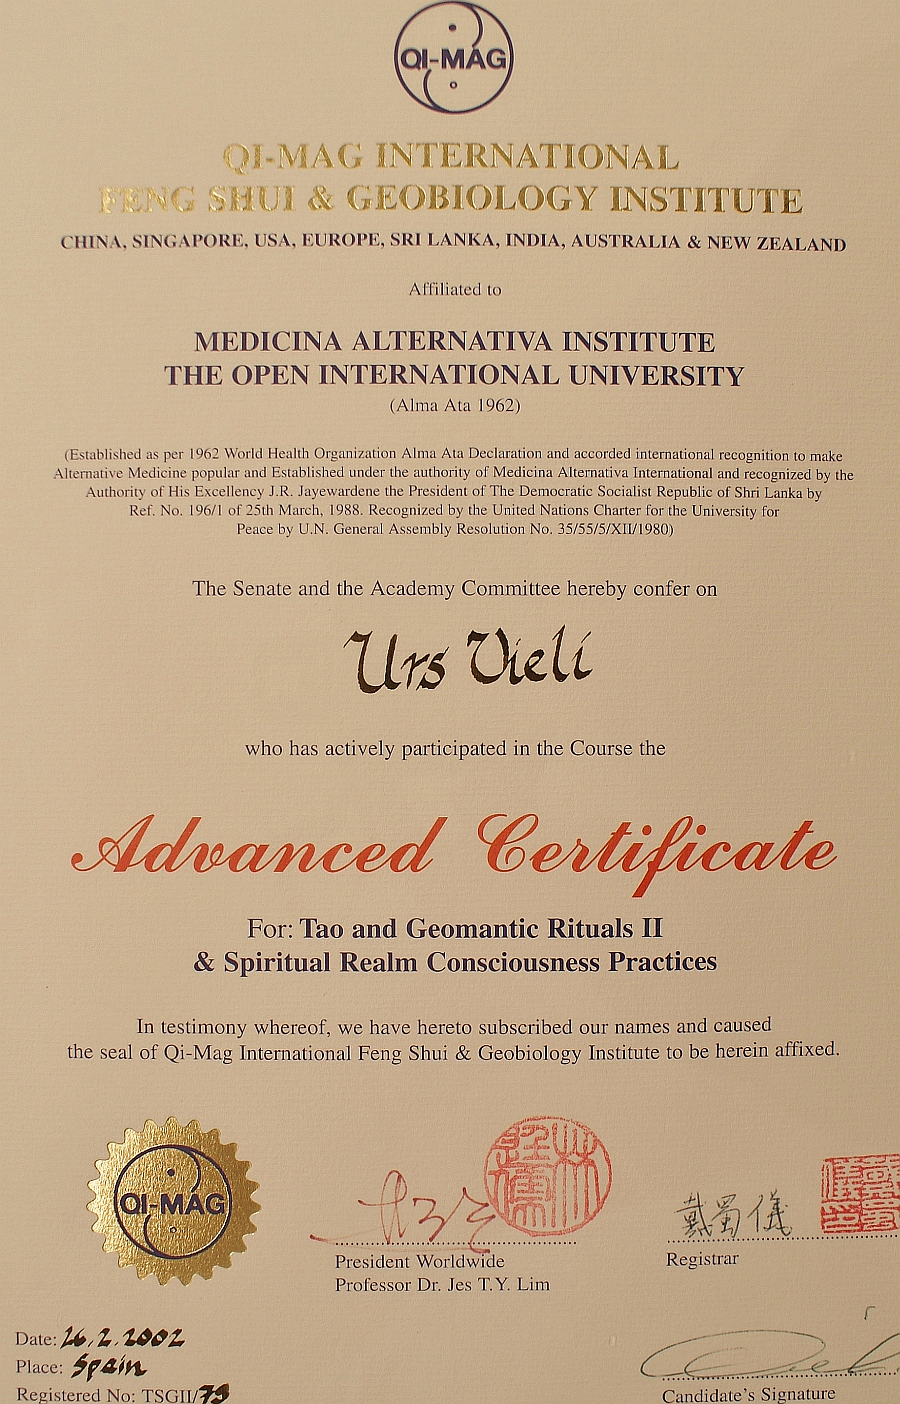 QI-MAG
QI-MAG INTERNATIONAL
FENG SHUI & GEOBIOLOGY INSTITUTE
CHINA, SINGAPORE, USA, EUROPE, SRI LANKA, INDIA, AUSTRALIA & NEW ZEALAND
Affiliated to
MEDICINA ALTERNATIVA INSTITUTE
THE OPEN INTERNATIONAL UNIVERSITY
(Alma Ata 1962)
(Established as per 1962 World Health Organization Alma Ata Declaration and accorded international recognition to make
Alternative Medicine popular and Established under the authority of Medicina Alternativa International and recognized by the
Authority of His Excellency J.R. Jayewardene the President of The Democratic Socialist Republic of Shri Lanka by
Ref. No. 196/1 of 25th March, 1988. Recognized by the United Nations Charter for the University for
Peace by U.N. General Assembly Resolution No. 35/55/5/XII/1980)
The Senate and the Academy Committee hereby confer on
Urs Vieli
who has actively participated in the Course the
Advanced Certificate
For: Tao and Geomantic Rituals II
& Spiritual Realm Consciousness Practices
In testimony whereof, we have hereto subscribed our names and caused
the seal of Qi-Mag International Feng Shui & Geobiology Institute to be herein affixed.
QI-MAG
戴蜀儀
President Worldwide
Professor Dr. Jes T.Y. Lim
Registrar
Date: 26.2.2002
Place: Spain
Registered No: TSGII/79
Candidate's Signature